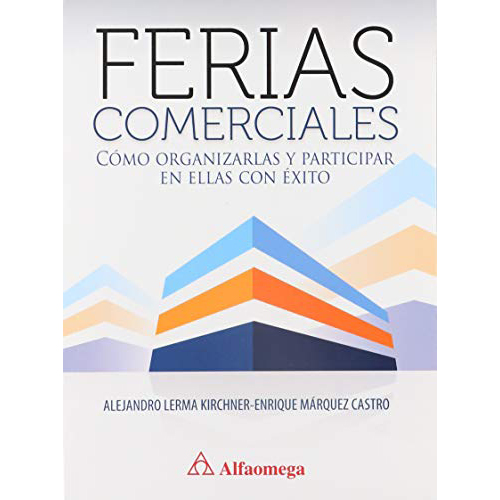 FERIAS
COMERCIALES
CÓMO ORGANIZARLAS Y PARTICIPAR
EN ELLAS CON ÉXITO
ALEJANDRO LERMA KIRCHNER-ENRIQUE MÁRQUEZ CASTRO
Alfaomega